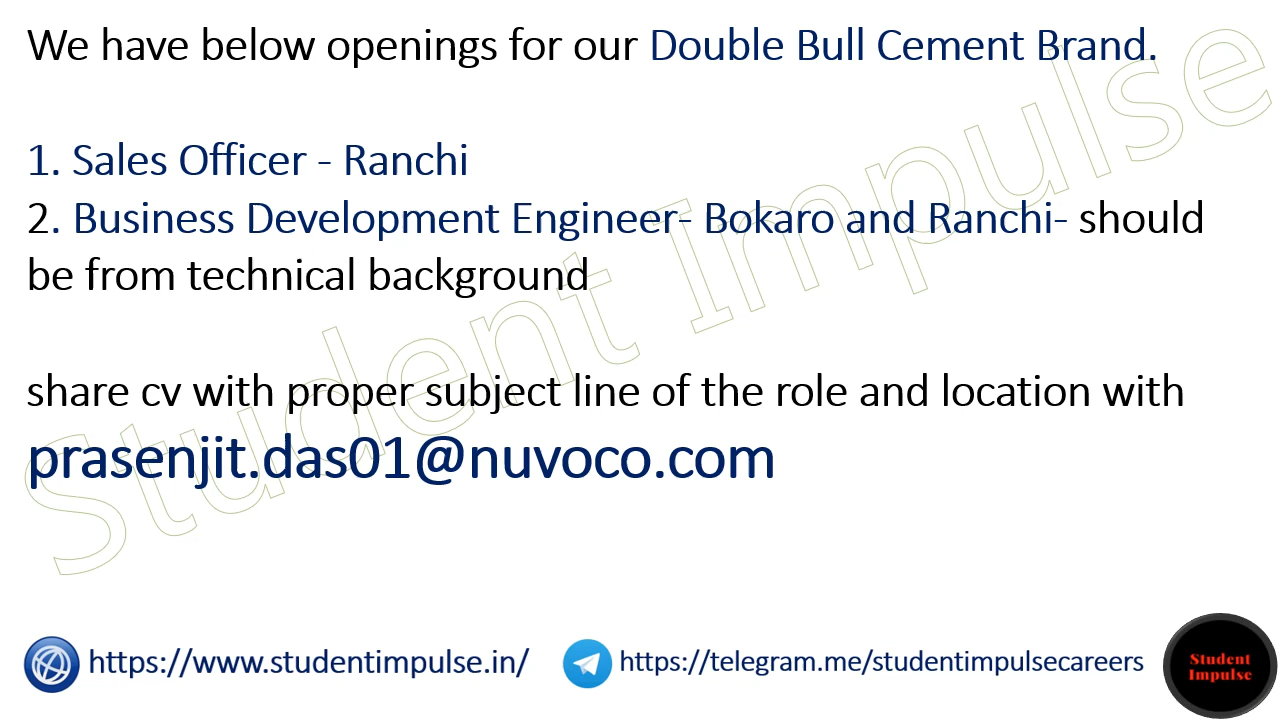 We have below openings for our Double Bull Cement Brand.
1. Sales Officer - Ranchi
2. Business Development Engineer- Bokaro and Ranchi- should
be from technical background
share cv with proper subject line of the role and location with
prasenjit.das01@nuvoco.com
Student Impulse
https://www.studentimpulse.in/
https://telegram.me/studentimpulsecareers
Student
Impulse